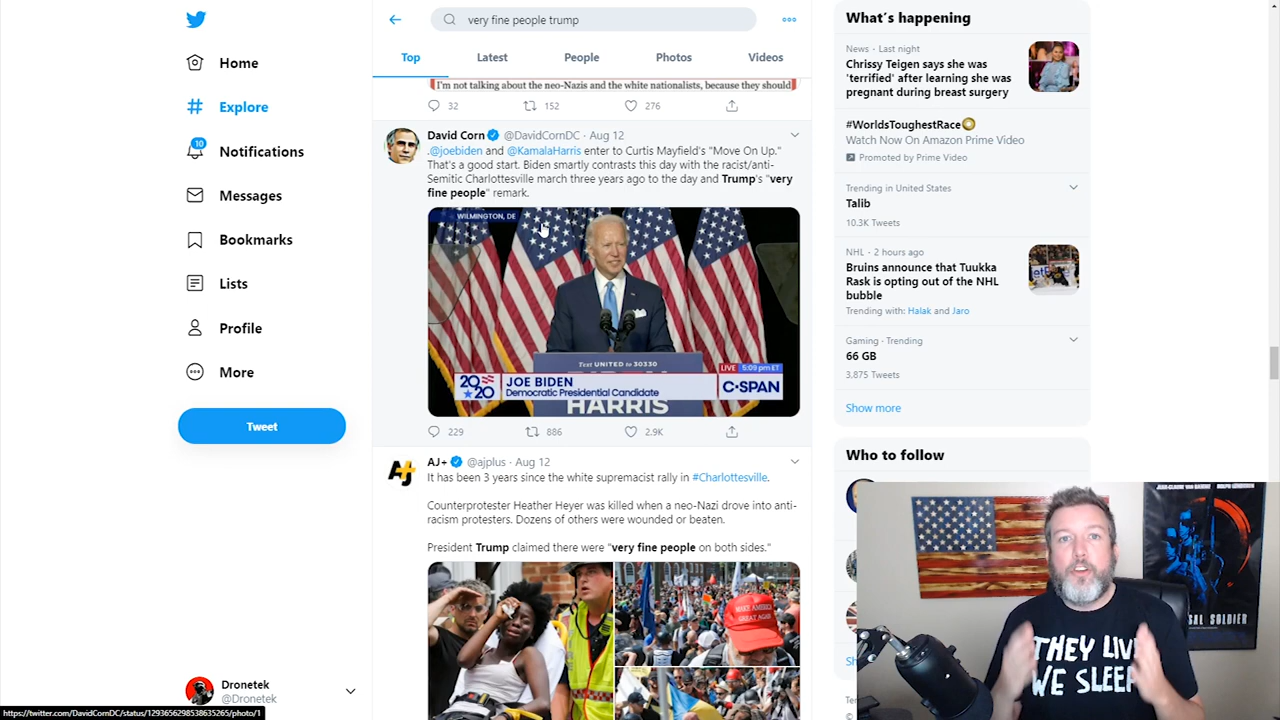 very fine people trump
Home
Explore
10
Notifications
Messages
Bookmarks
Lists
Profile
More
Tweet
Dronetek
@Dronetek
https://twitter.com/DavidCornDC/status/1293656298538635265/photo/1
Top Latest People Photos Videos
I'm not talking about the neo-Nazis and the white nationalists, because they should
32 152 276
David Corn @DavidCornDC · Aug 12
.@joebiden and @KamalaHarris enter to Curtis Mayfield's "Move On Up."
That's a good start. Biden smartly contrasts this day with the racist/anti-
Semitic Charlottesville march three years ago to the day and Trump's "very
fine people" remark.
WILMINGTON, DE
Text UNITED to 30330
LIVE 5:09 pm ET
2020 JOE BIDEN
Democratic Presidential Candidate
C-SPAN
HARRIS
229 886 2.9K
AJ+ @ajplus · Aug 12
It has been 3 years since the white supremacist rally in #Charlottesville.
Counterprotester Heather Heyer was killed when a neo-Nazi drove into anti-
racism protesters. Dozens of others were wounded or beaten.
President Trump claimed there were "very fine people on both sides."
MAKE AMERICA
GREAT AGAIN
What's happening
News · Last night
Chrissy Teigen says she was
'terrified' after learning she was
pregnant during breast surgery
#WorldsToughestRace
Watch Now On Amazon Prime Video
Promoted by Prime Video
Trending in United States
Talib
10.3K Tweets
NHL · 2 hours ago
Bruins announce that Tuukka
Rask is opting out of the NHL
bubble
Trending with: Halak and Jaro
Gaming · Trending
66 GB
3,875 Tweets
Show more
Who to follow
THEY LIVE
WE SLEEP